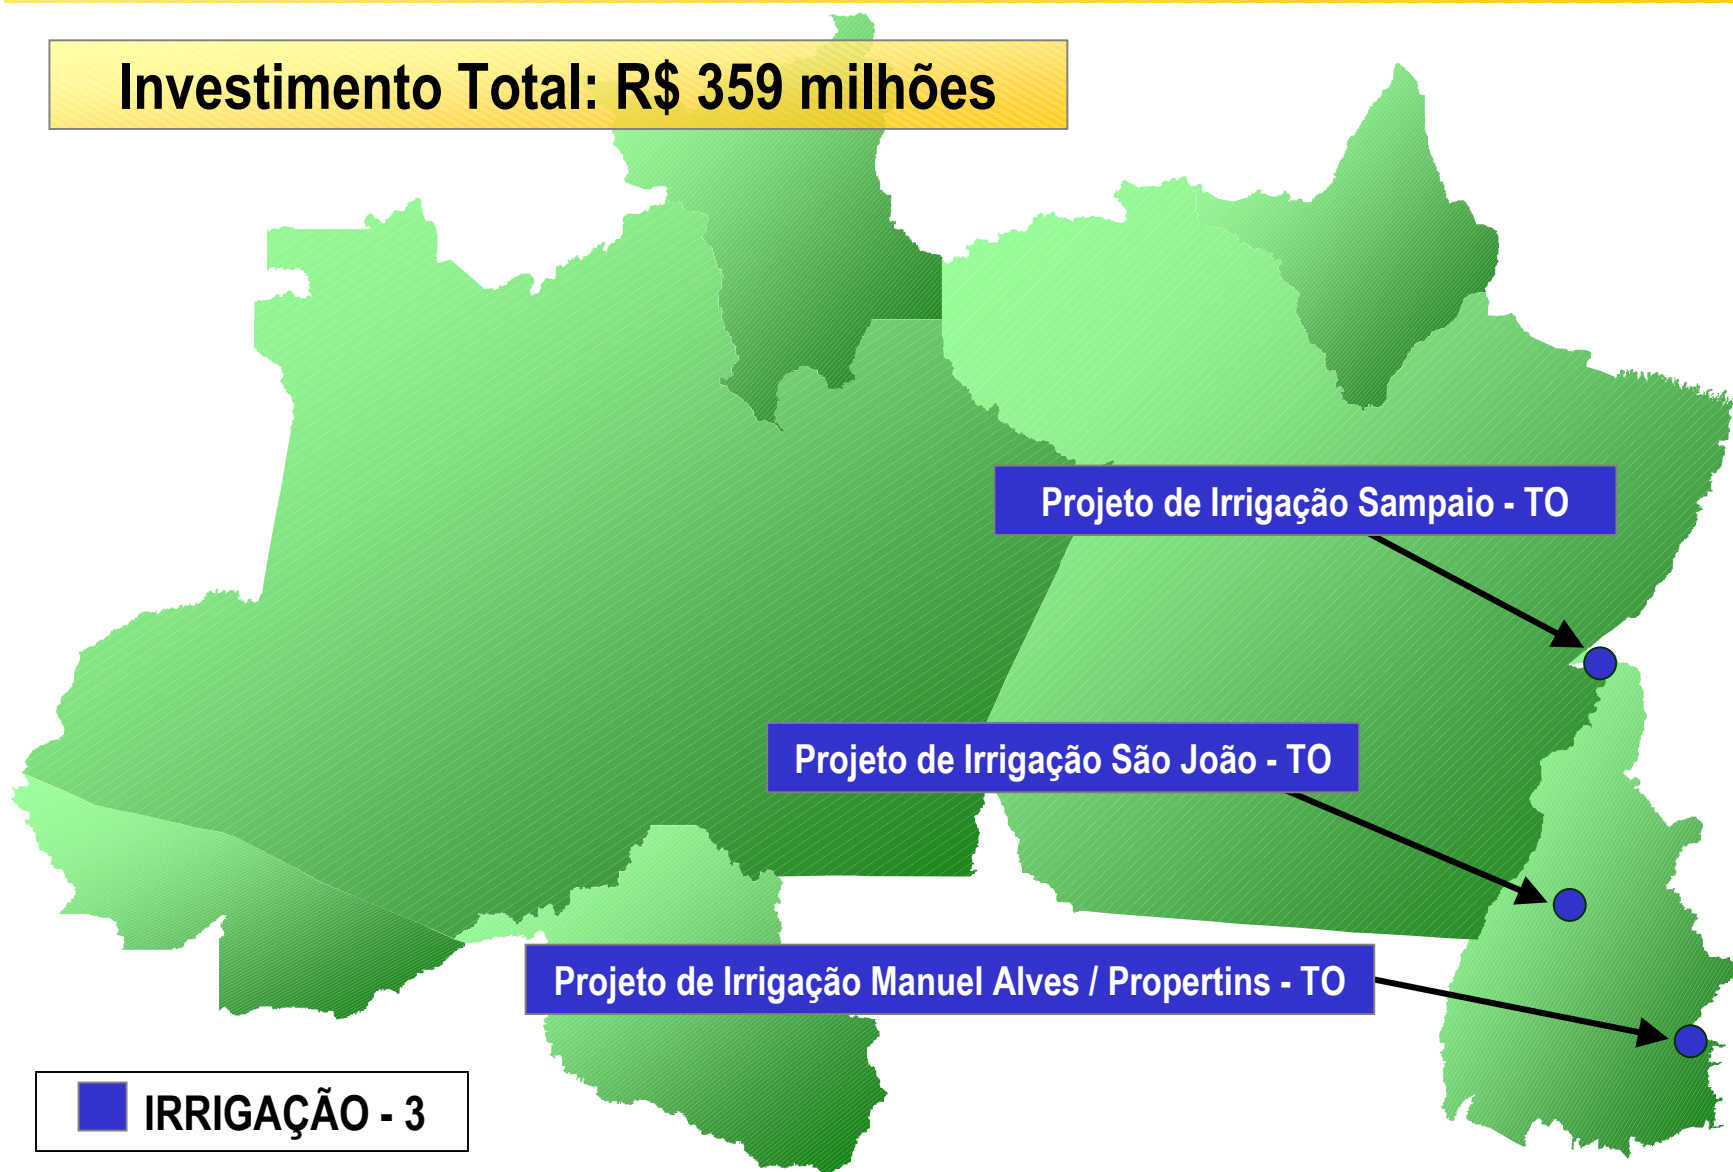 Investimento Total: R$ 359 milhões
Projeto de Irrigação Sampaio - TO
Projeto de Irrigação São João - TO
Projeto de Irrigação Manuel Alves / Propertins - TO
IRRIGAÇÃO - 3